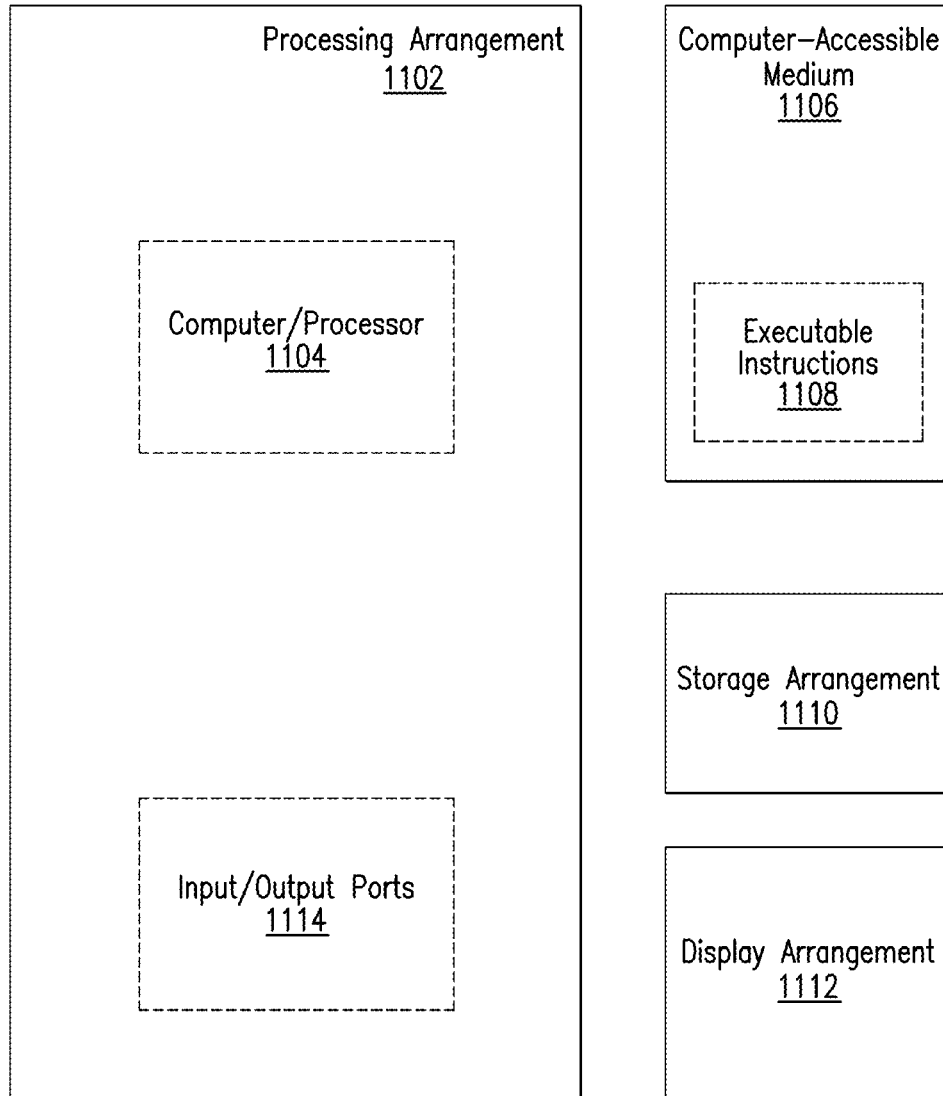 Processing Arrangement
1102
Computer/Processor
1104
Input/Output Ports
1114
Computer–Accessible
Medium
1106
Executable
Instructions
1108
Storage Arrangement
1110
Display Arrangement
1112